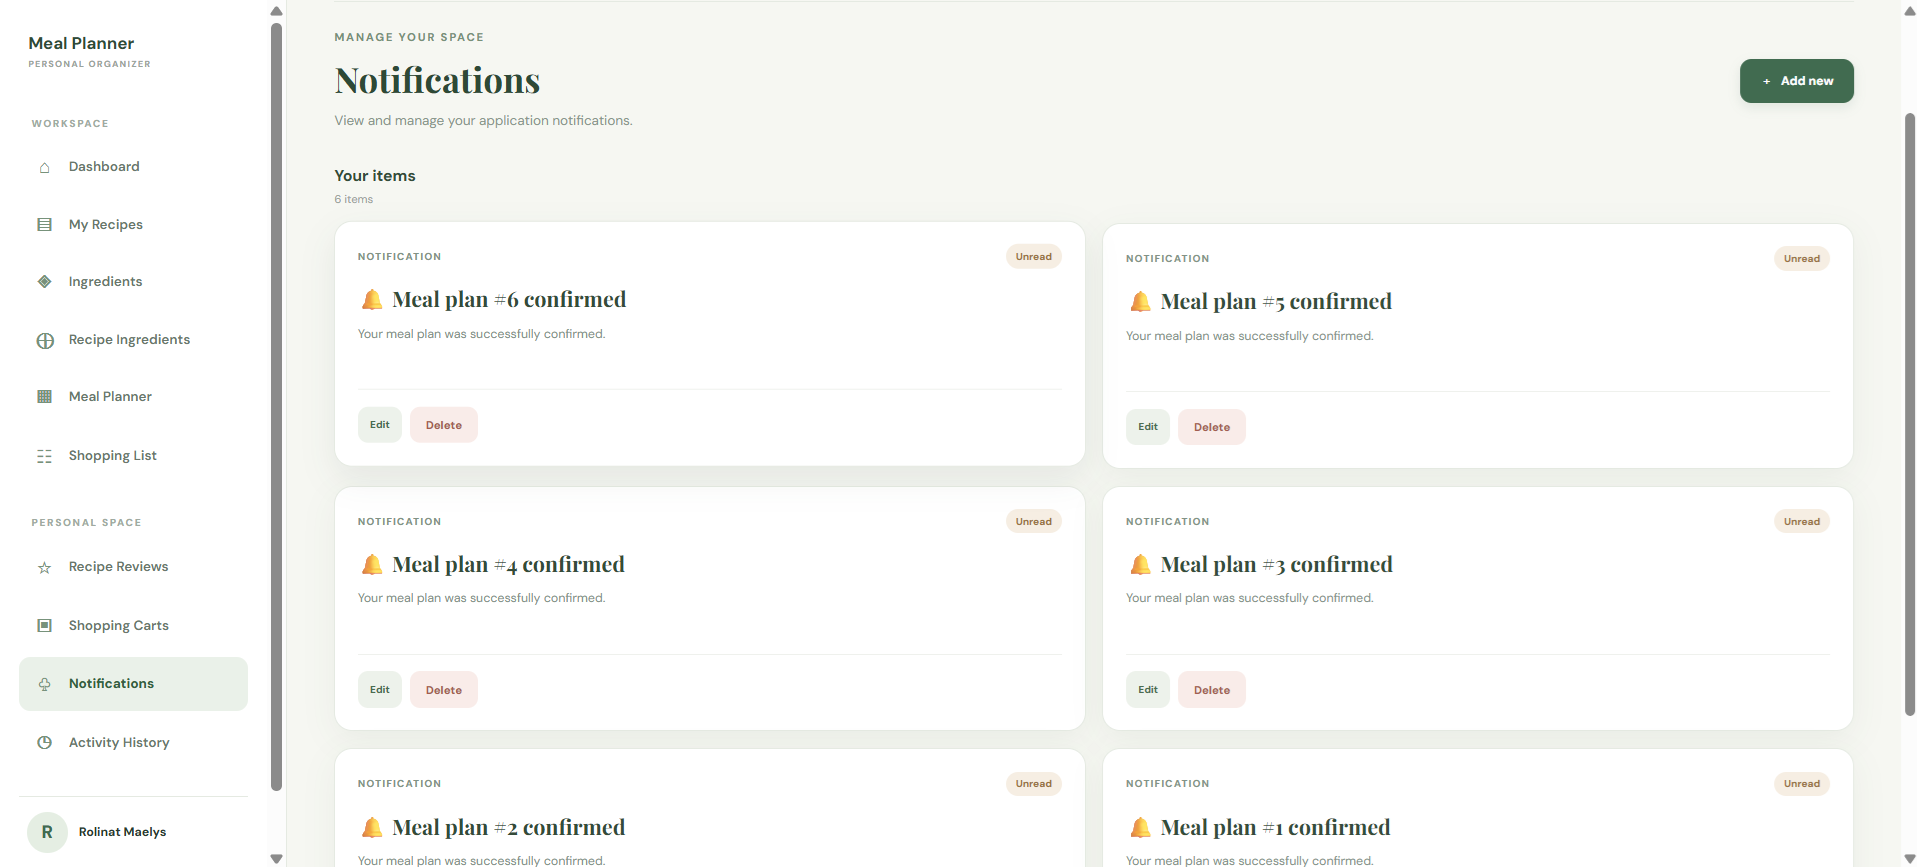 Meal Planner
PERSONAL ORGANIZER
WORKSPACE
Dashboard
My Recipes
Ingredients
Recipe Ingredients
Meal Planner
Shopping List
PERSONAL SPACE
Recipe Reviews
Shopping Carts
Notifications
Activity History
R Rolinat Maelys
MANAGE YOUR SPACE
Notifications
View and manage your application notifications.
+ Add new
Your items
6 items
NOTIFICATION Unread
Meal plan #6 confirmed
Your meal plan was successfully confirmed.
Edit Delete
NOTIFICATION Unread
Meal plan #5 confirmed
Your meal plan was successfully confirmed.
Edit Delete
NOTIFICATION Unread
Meal plan #4 confirmed
Your meal plan was successfully confirmed.
Edit Delete
NOTIFICATION Unread
Meal plan #3 confirmed
Your meal plan was successfully confirmed.
Edit Delete
NOTIFICATION Unread
Meal plan #2 confirmed
Your meal plan was successfully confirmed.
NOTIFICATION Unread
Meal plan #1 confirmed
Your meal plan was successfully confirmed.